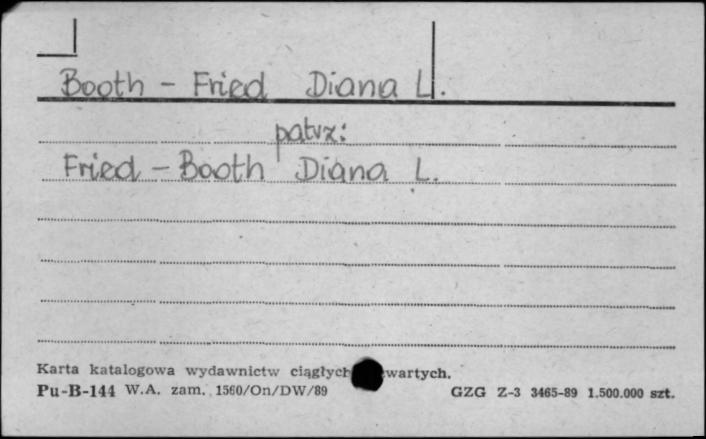 Booth - Fried Diana L.
patrz:
Fried - Booth Diana L.
Karta katalogowa wydawnictw ciągłych wartych.
Pu-B-144 W.A. zam. 1560/On/DW/89 GZG Z-3 3465-89 1.500.000 szt.